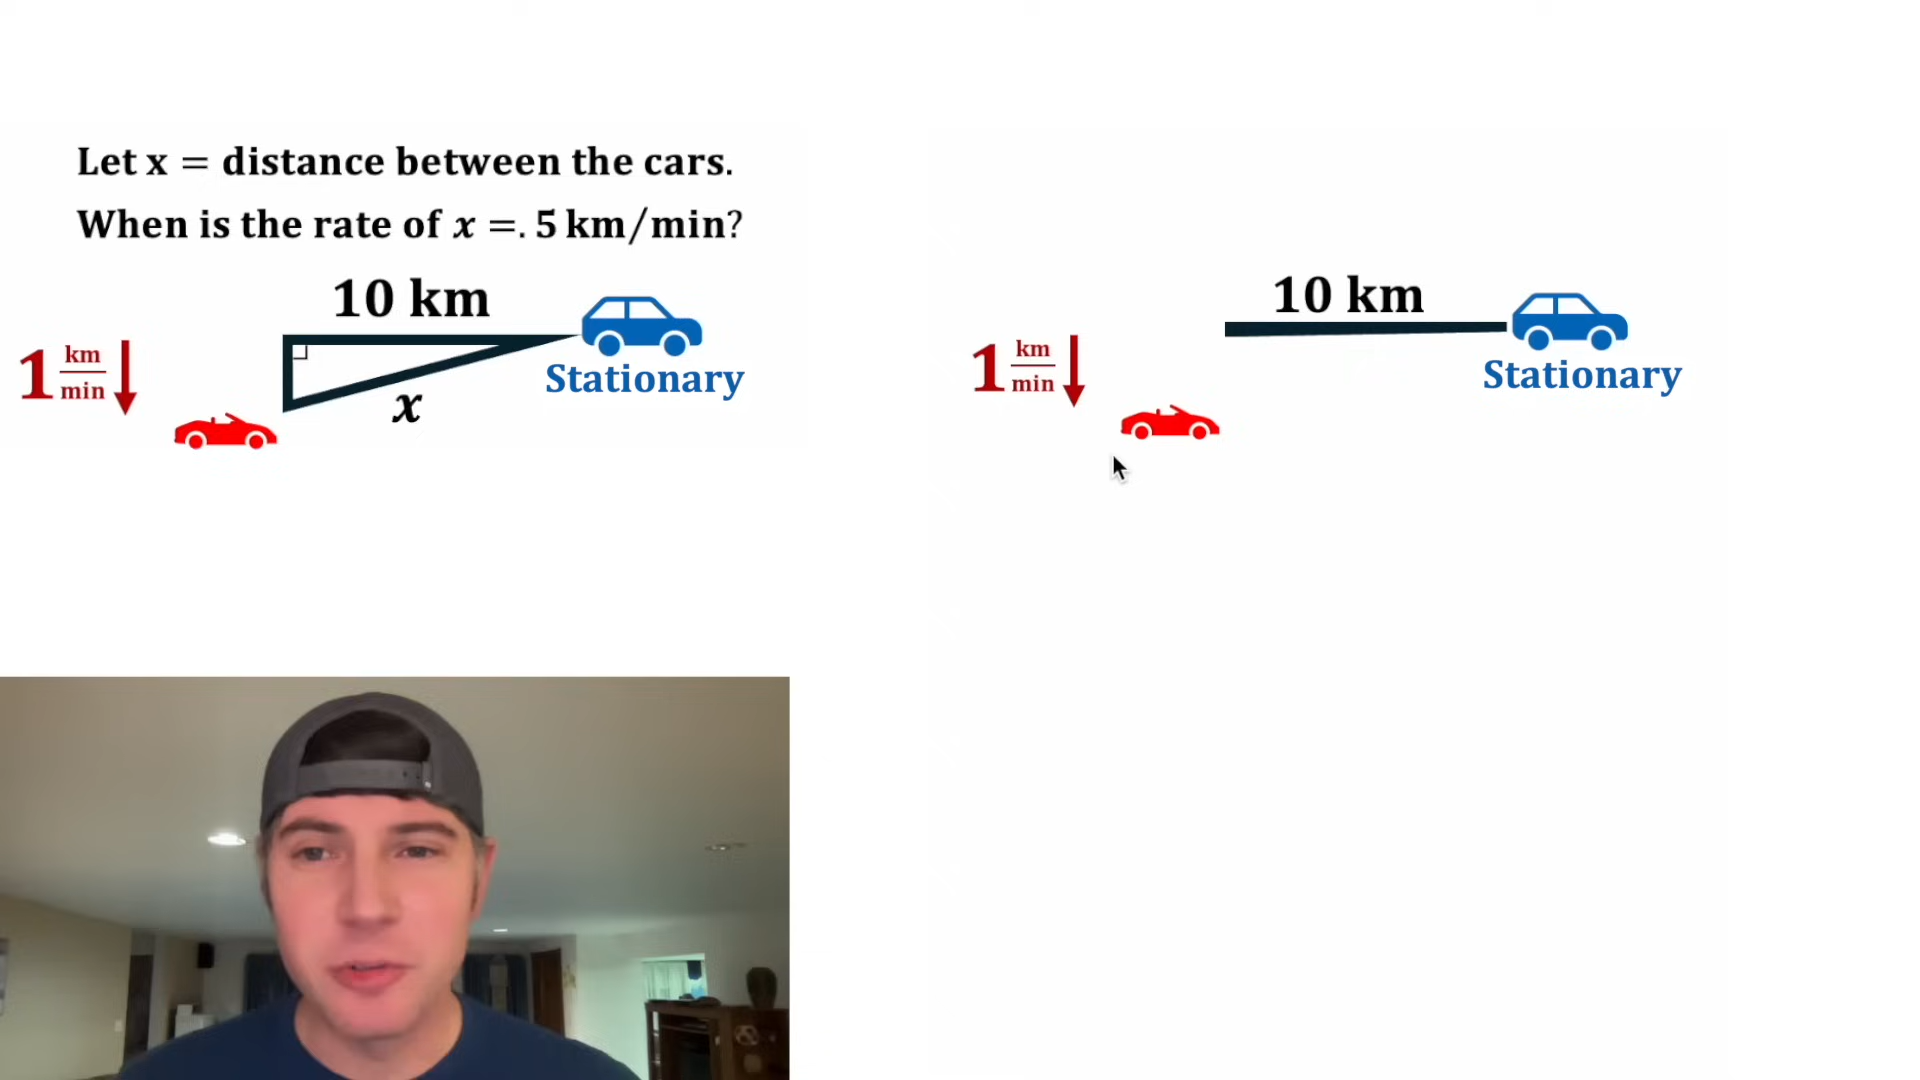 Let x = distance between the cars.
When is the rate of x =. 5 km/min?
10 km
1 km/min
x
Stationary
10 km
1 km/min
Stationary